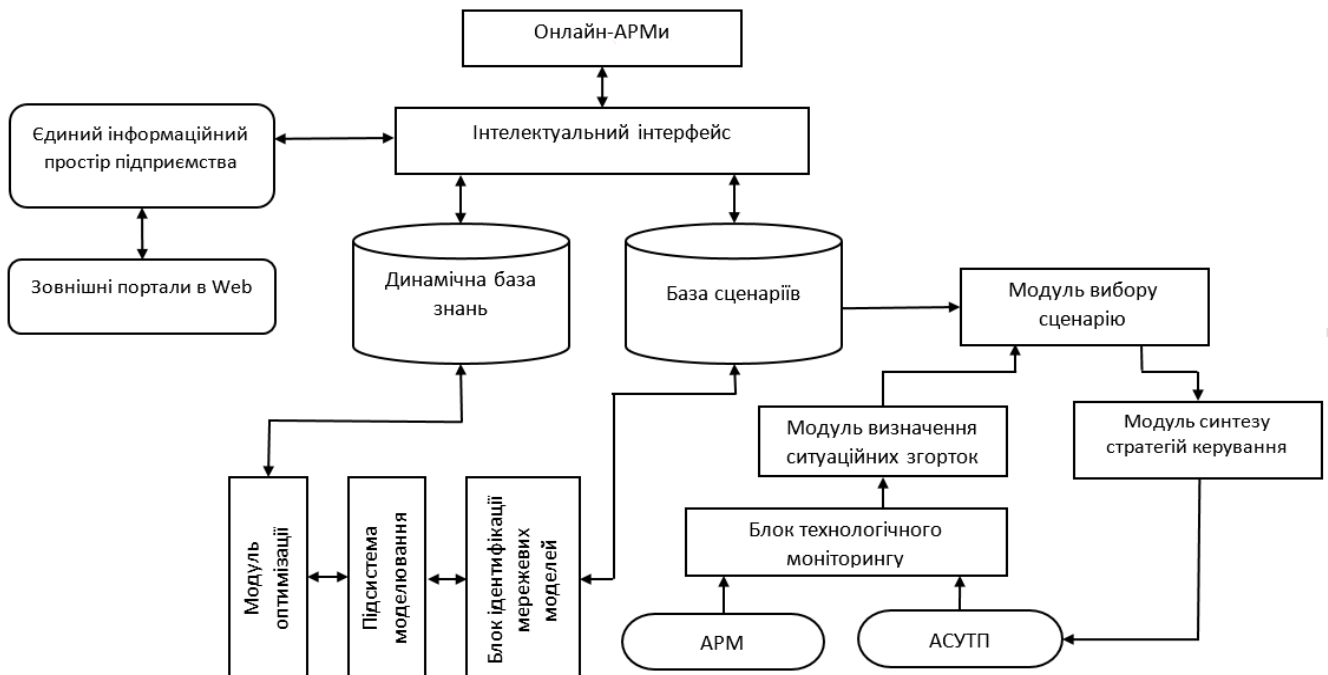 Онлайн-АРМи
Інтелектуальний інтерфейс
Єдиний інформаційний
простір підприємства
Зовнішні портали в Web
Динамічна база
знань
База сценаріїв
Модуль вибору
сценарію
Модуль визначення
ситуаційних згорток
Модуль синтезу
стратегій керування
Блок технологічного
моніторингу
АРМ
АСУТП
Модуль
оптимізації
Підсистема
моделювання
Блок ідентифікації
мережевих
моделей